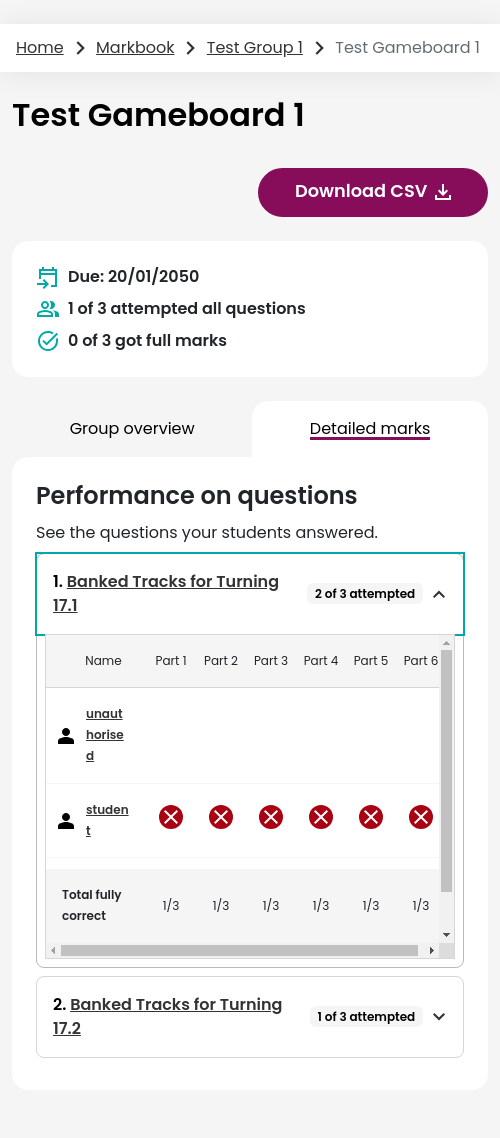 Home > Markbook > Test Group 1 > Test Gameboard 1
Test Gameboard 1
Download CSV
Due: 20/01/2050
1 of 3 attempted all questions
0 of 3 got full marks
Group overview Detailed marks
Performance on questions
See the questions your students answered.
1. Banked Tracks for Turning
17.1
2 of 3 attempted
Name Part 1 Part 2 Part 3 Part 4 Part 5 Part 6
unaut
horise
d
studen
t
Total fully
correct
1/3 1/3 1/3 1/3 1/3 1/3
2. Banked Tracks for Turning
17.2
1 of 3 attempted